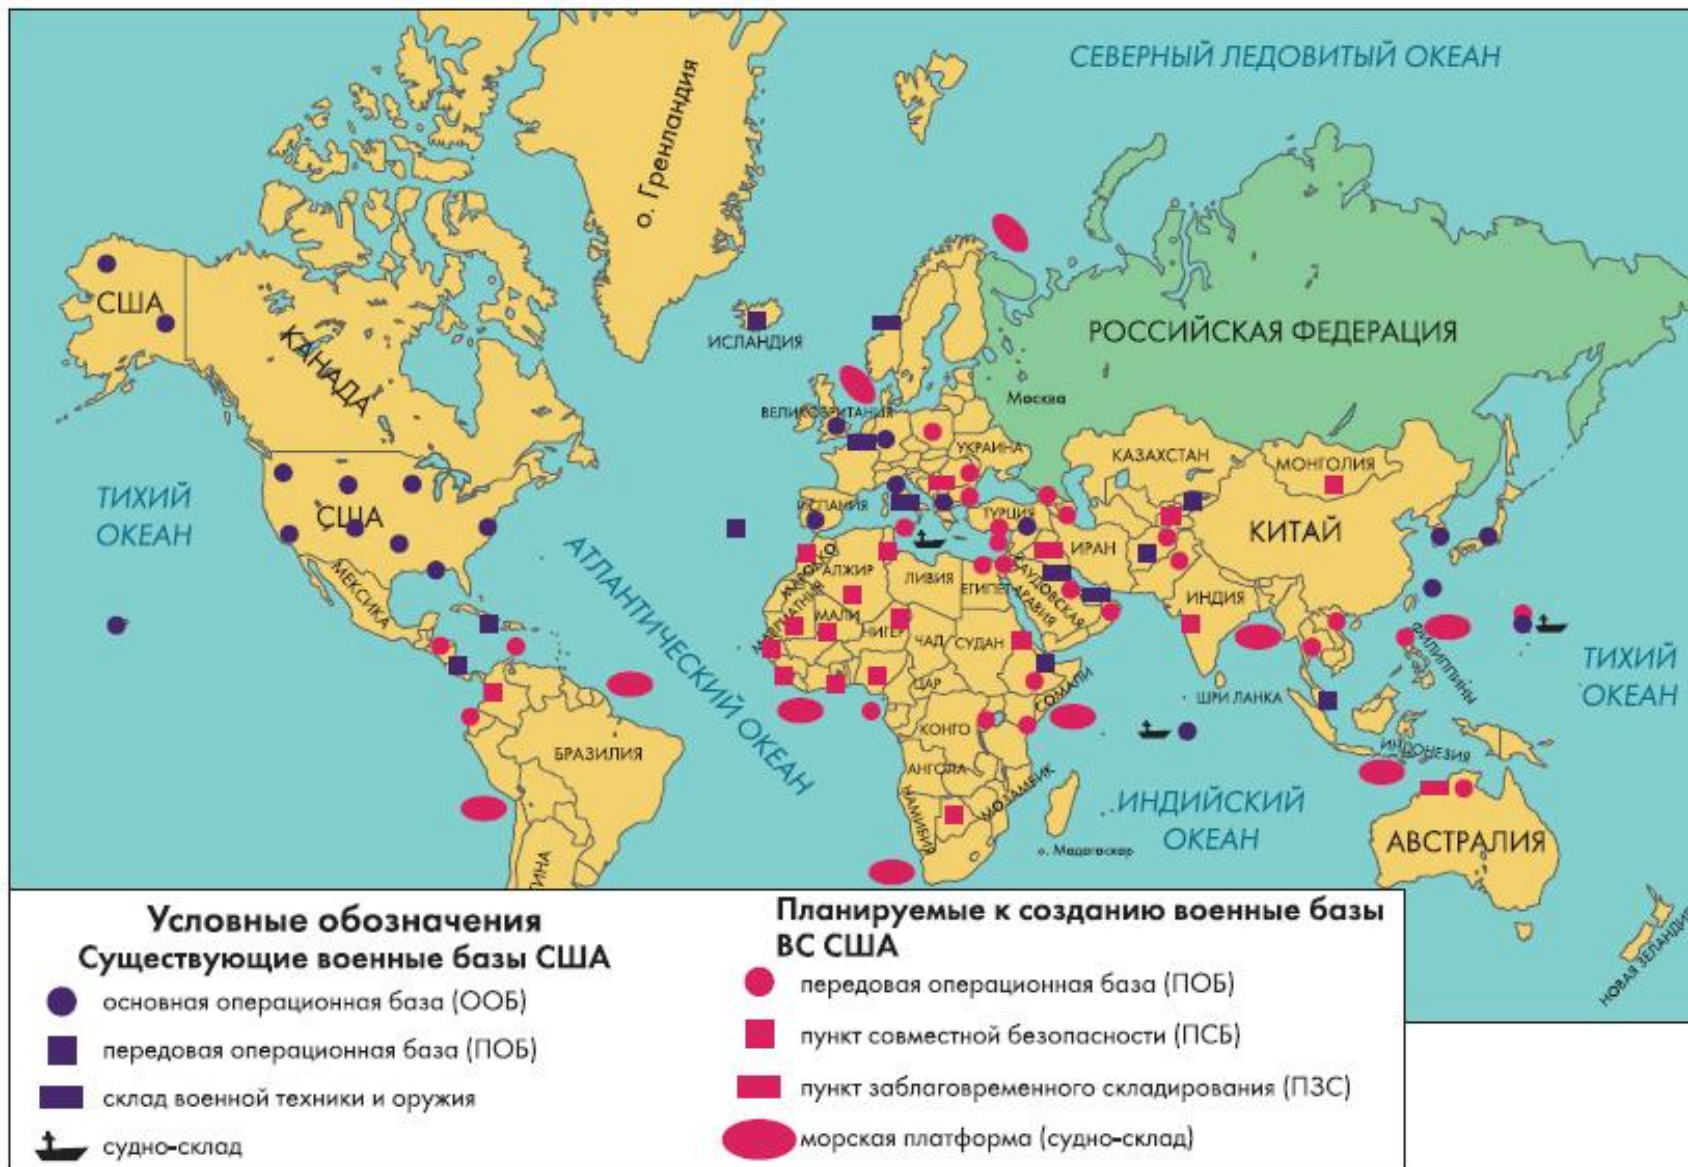 СЕВЕРНЫЙ ЛЕДОВИТЫЙ ОКЕАН
о. Гренландия
США
КАНАДА
ИСЛАНДИЯ
РОССИЙСКАЯ ФЕДЕРАЦИЯ
Москва
ВЕЛИКОБРИТАНИЯ
УКРАИНА
КАЗАХСТАН
МОНГОЛИЯ
ТИХИЙ
ОКЕАН
США
ИСПАНИЯ
ТУРЦИЯ
КИТАЙ
ИРАН
АТЛАНТИЧЕСКИЙ ОКЕАН
МЕКСИКА
МАРОККО
АЛЖИР
ЛИВИЯ
ЕГИПЕТ
САУДОВСКАЯ
АРАВИЯ
ИНДИЯ
МАВРИТАНИЯ
МАЛИ
НИГЕР
ЧАД
СУДАН
ФИЛИППИНЫ
ТИХИЙ
ОКЕАН
ЦАР
СОМАЛИ
ШРИ ЛАНКА
КОНГО
БРАЗИЛИЯ
ИНДОНЕЗИЯ
АНГОЛА
МОЗАМБИК
НАМИБИЯ
ИНДИЙСКИЙ
ОКЕАН
о. Мадагаскар
АВСТРАЛИЯ
ТИНА
НОВАЯ ЗЕЛАНДИЯ
Условные обозначения
Существующие военные базы США
основная операционная база (ООБ)
передовая операционная база (ПОБ)
склад военной техники и оружия
судно-склад
Планируемые к созданию военные базы
ВС США
передовая операционная база (ПОБ)
пункт совместной безопасности (ПСБ)
пункт заблаговременного складирования (ПЗС)
морская платформа (судно-склад)